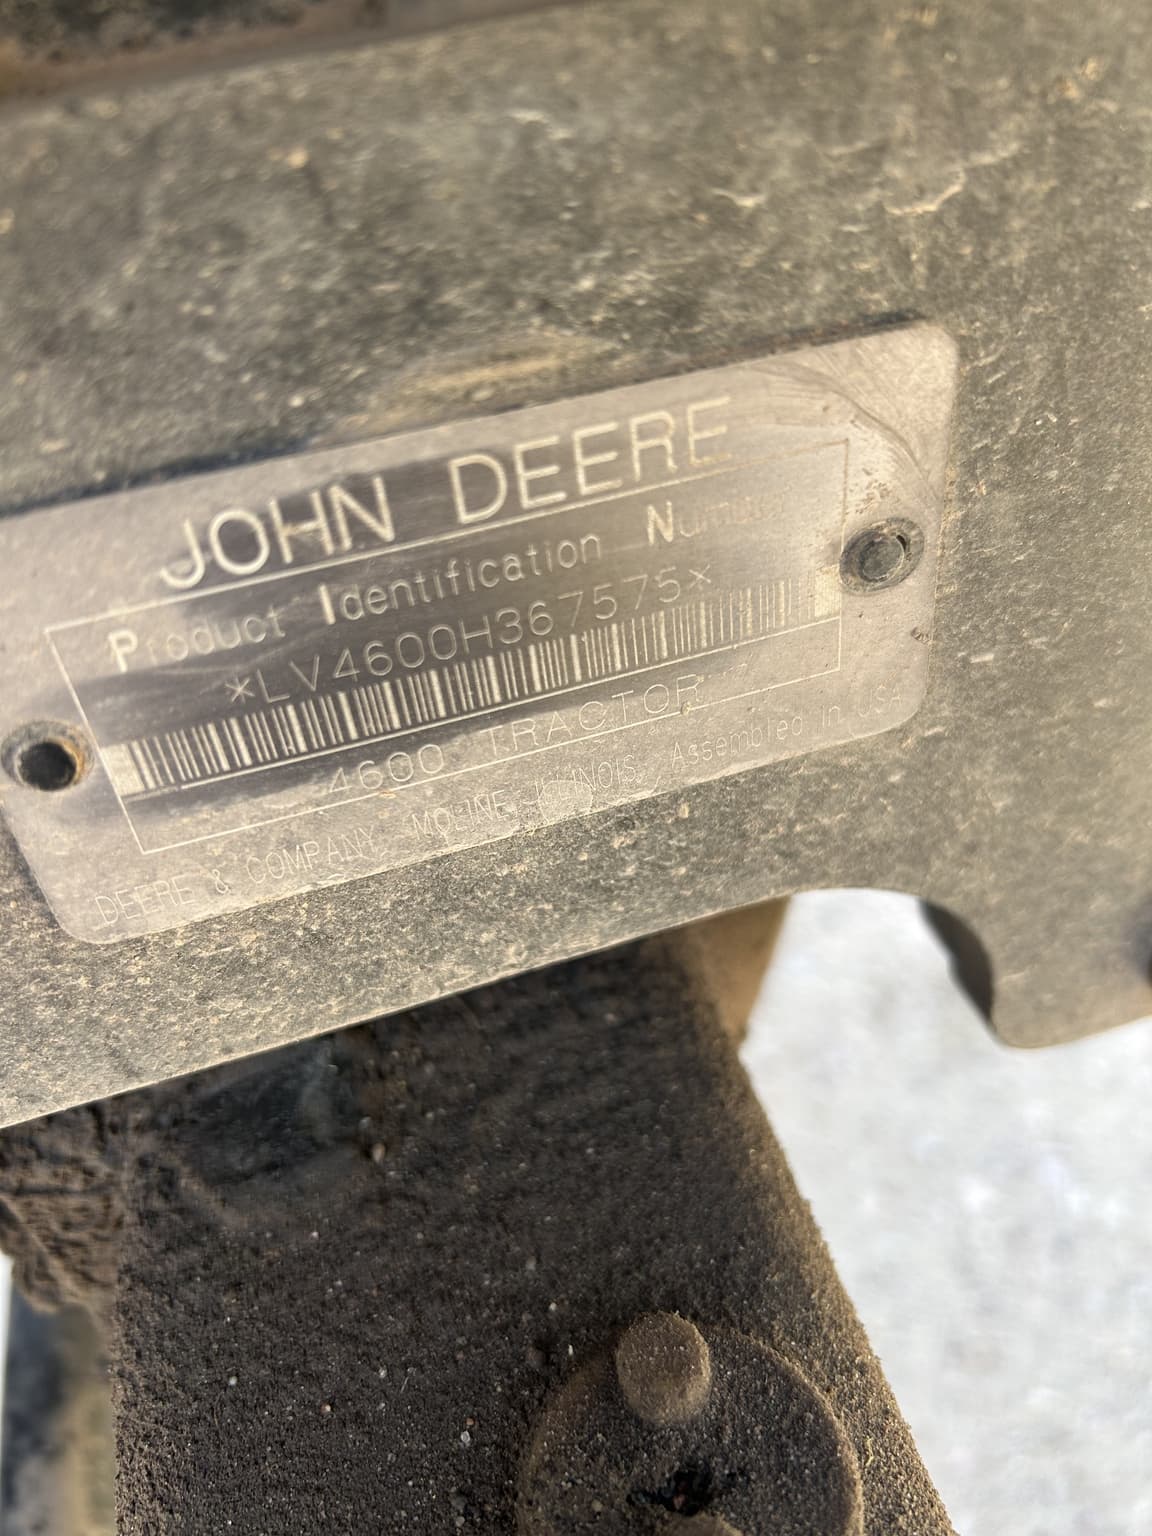 JOHN DEERE
Product Identification Number
*LV4600H367575*
4600 TRACTOR
DEERE & COMPANY, MOLINE, ILLINOIS, Assembled in USA